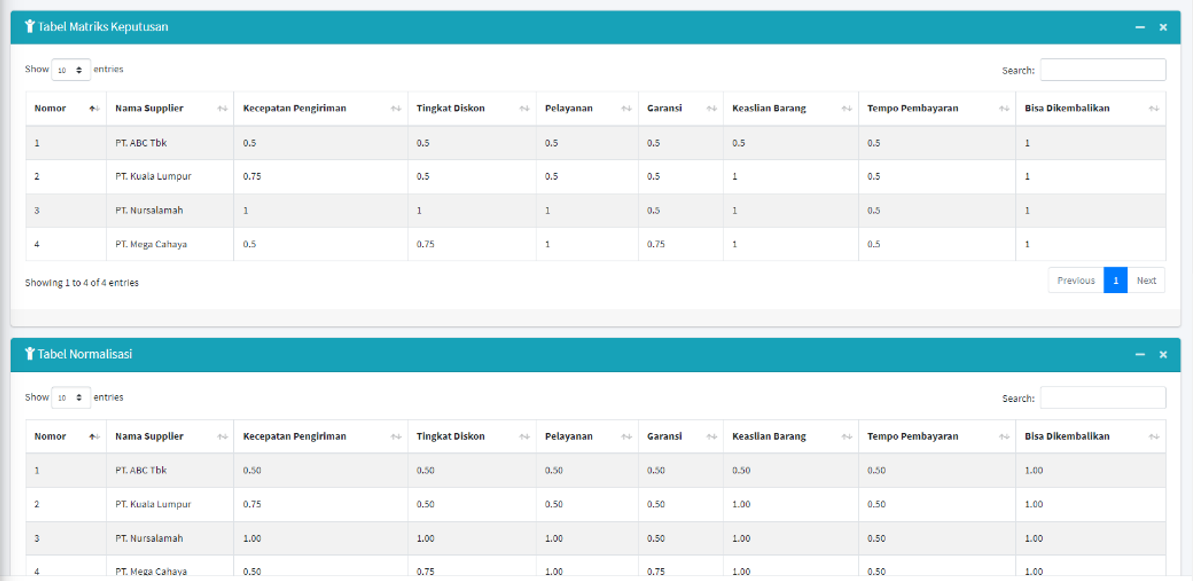 Tabel Matriks Keputusan
Show 10 entries Search:
Nomor Nama Supplier Kecepatan Pengiriman Tingkat Diskon Pelayanan Garansi Keaslian Barang Tempo Pembayaran Bisa Dikembalikan
1 PT. ABC Tbk 0.5 0.5 0.5 0.5 0.5 0.5 1
2 PT. Kuala Lumpur 0.75 0.5 0.5 0.5 1 0.5 1
3 PT. Nursalamah 1 1 1 0.5 1 0.5 1
4 PT. Mega Cahaya 0.5 0.75 1 0.75 1 0.5 1
Showing 1 to 4 of 4 entries Previous 1 Next
Tabel Normalisasi
Show 10 entries Search:
Nomor Nama Supplier Kecepatan Pengiriman Tingkat Diskon Pelayanan Garansi Keaslian Barang Tempo Pembayaran Bisa Dikembalikan
1 PT. ABC Tbk 0.50 0.50 0.50 0.50 0.50 0.50 1.00
2 PT. Kuala Lumpur 0.75 0.50 0.50 0.50 1.00 0.50 1.00
3 PT. Nursalamah 1.00 1.00 1.00 0.50 1.00 0.50 1.00
4 PT. Mega Cahaya 0.50 0.75 1.00 0.75 1.00 0.50 1.00